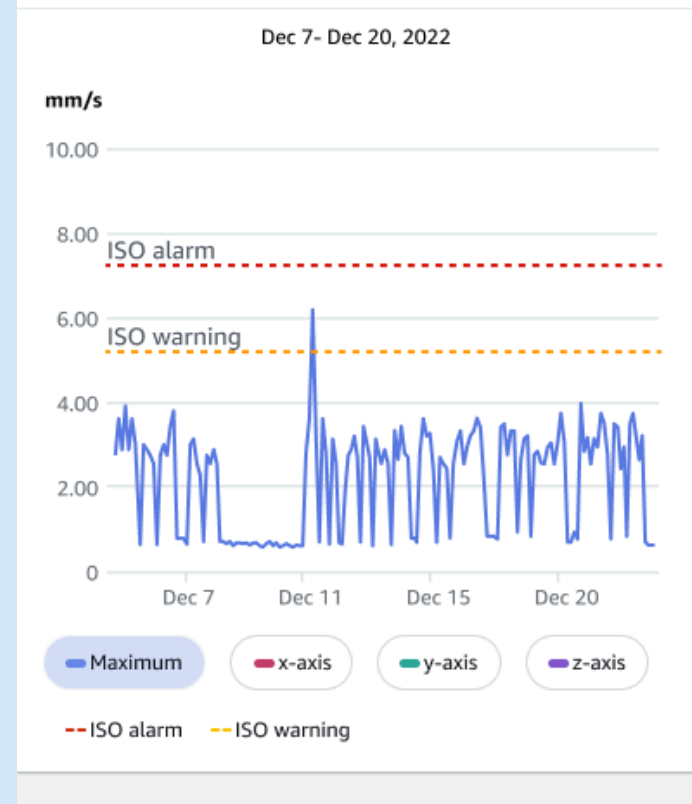 Dec 7- Dec 20, 2022
mm/s
10.00
8.00
ISO alarm
6.00
ISO warning
4.00
2.00
0
Dec 7 Dec 11 Dec 15 Dec 20
Maximum x-axis y-axis z-axis
ISO alarm ISO warning